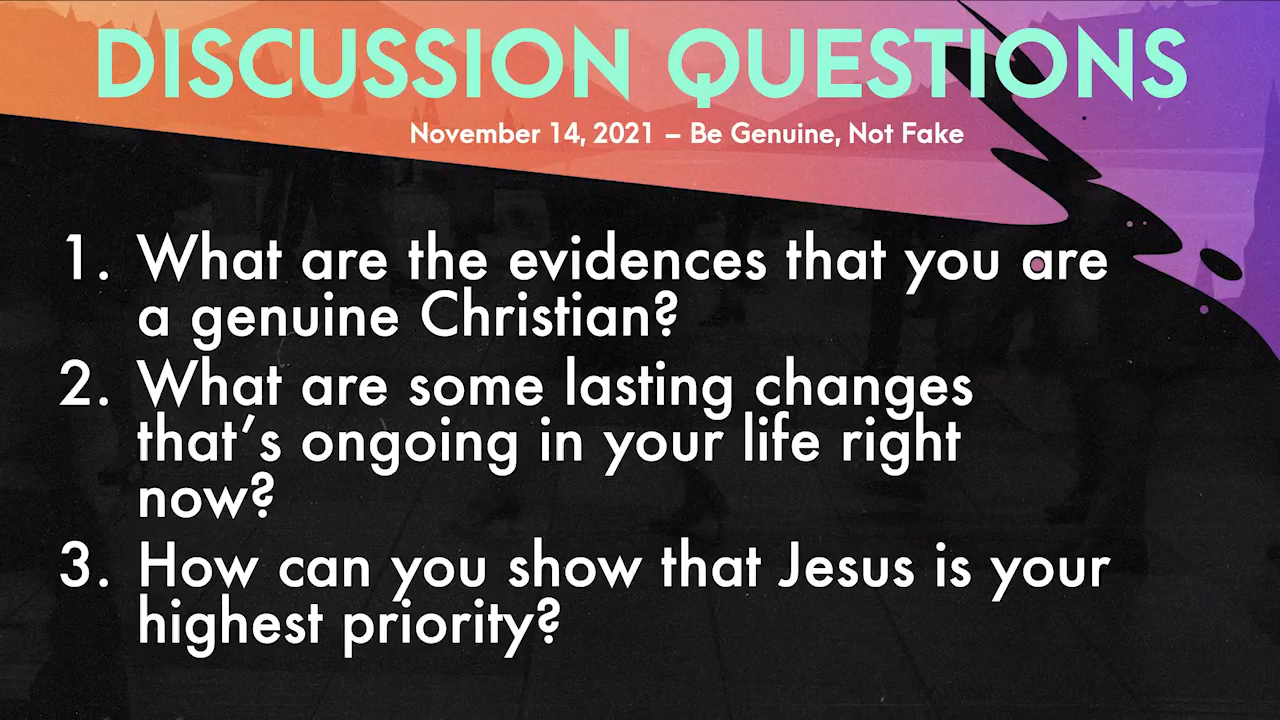 DISCUSSION QUESTIONS
November 14, 2021 – Be Genuine, Not Fake
1. What are the evidences that you are
a genuine Christian?
2. What are some lasting changes
that’s ongoing in your life right
now?
3. How can you show that Jesus is your
highest priority?